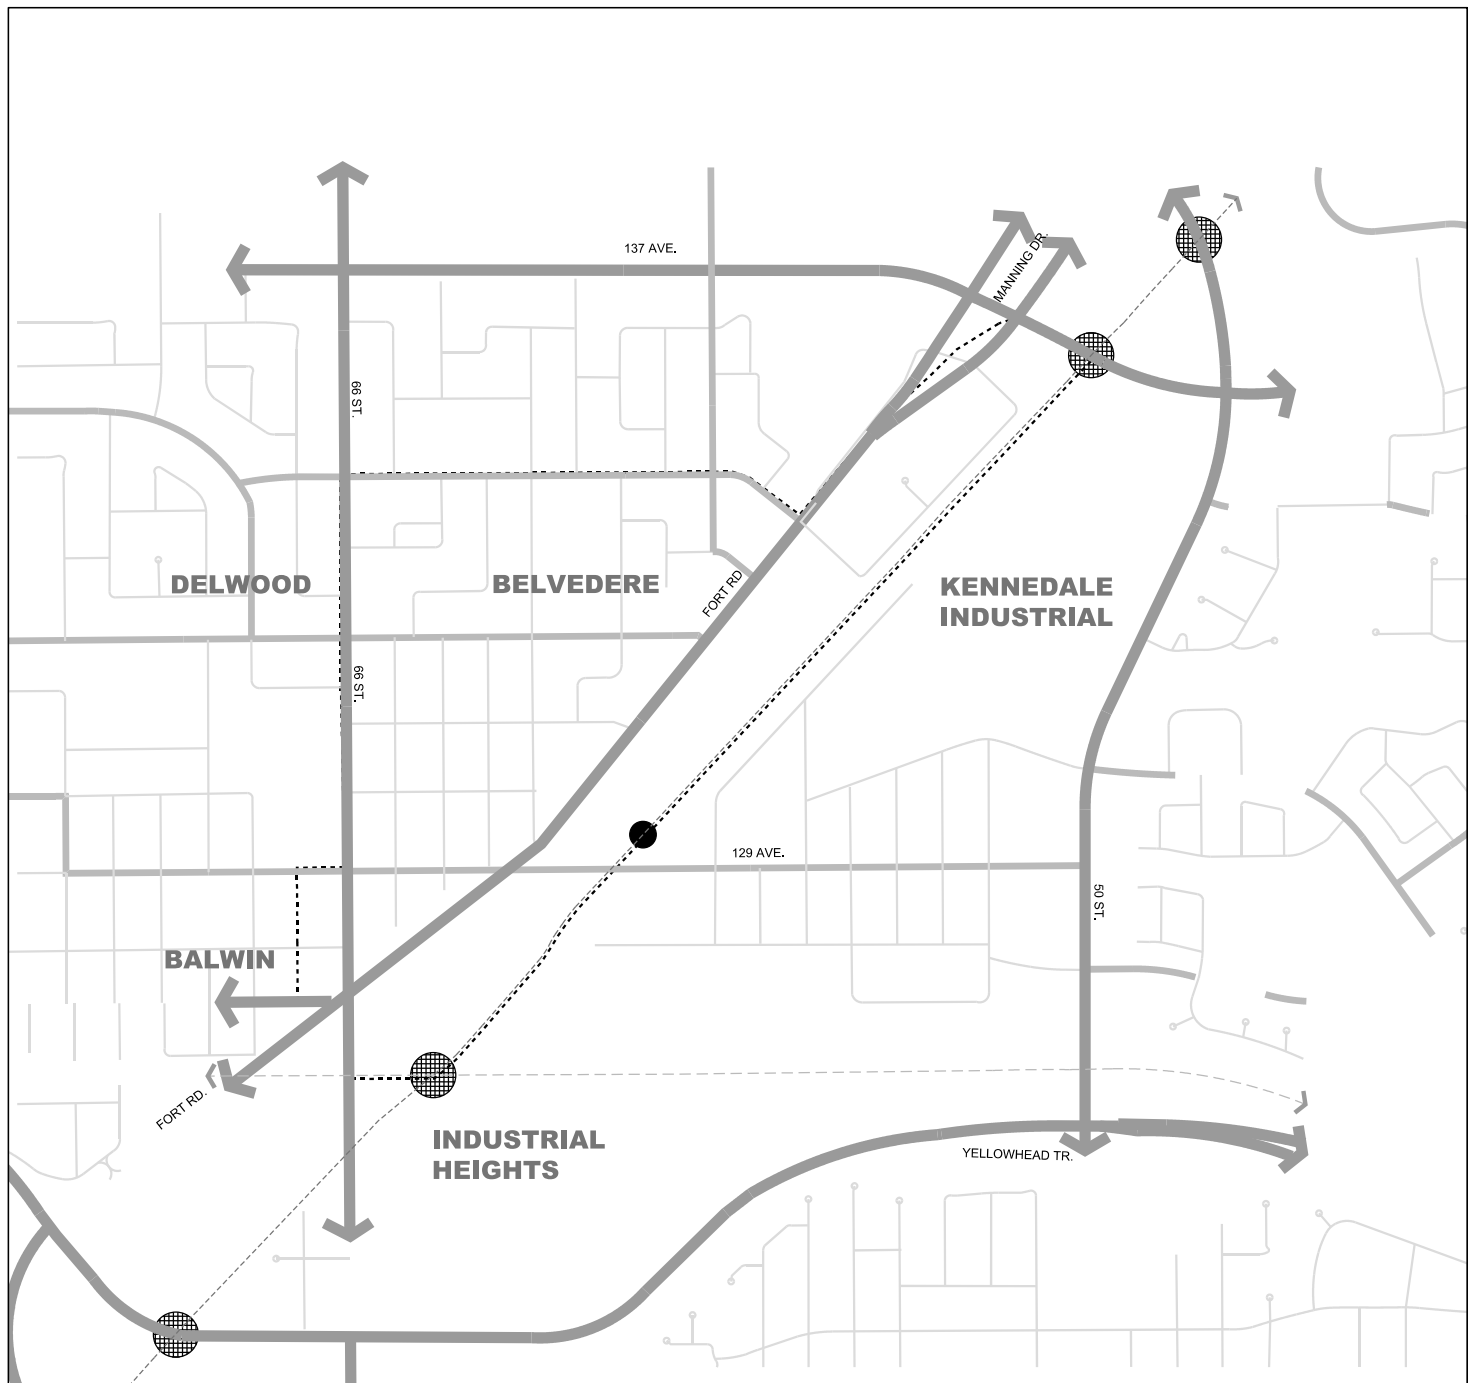 137 AVE.
MANNING DR.
66 ST.
DELWOOD
BELVEDERE
FORT RD
KENNEDALE
INDUSTRIAL
66 ST.
129 AVE.
50 ST.
BALWIN
FORT RD.
INDUSTRIAL
HEIGHTS
YELLOWHEAD TR.